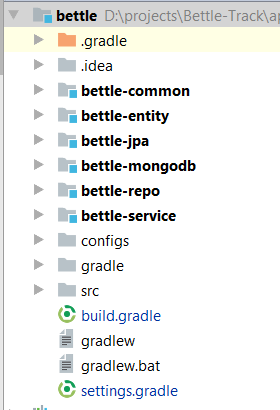 bettle D:\projects\Bettle-Track\a
.gradle
.idea
bettle-common
bettle-entity
bettle-jpa
bettle-mongodb
bettle-repo
bettle-service
configs
gradle
src
build.gradle
gradlew
gradlew.bat
settings.gradle